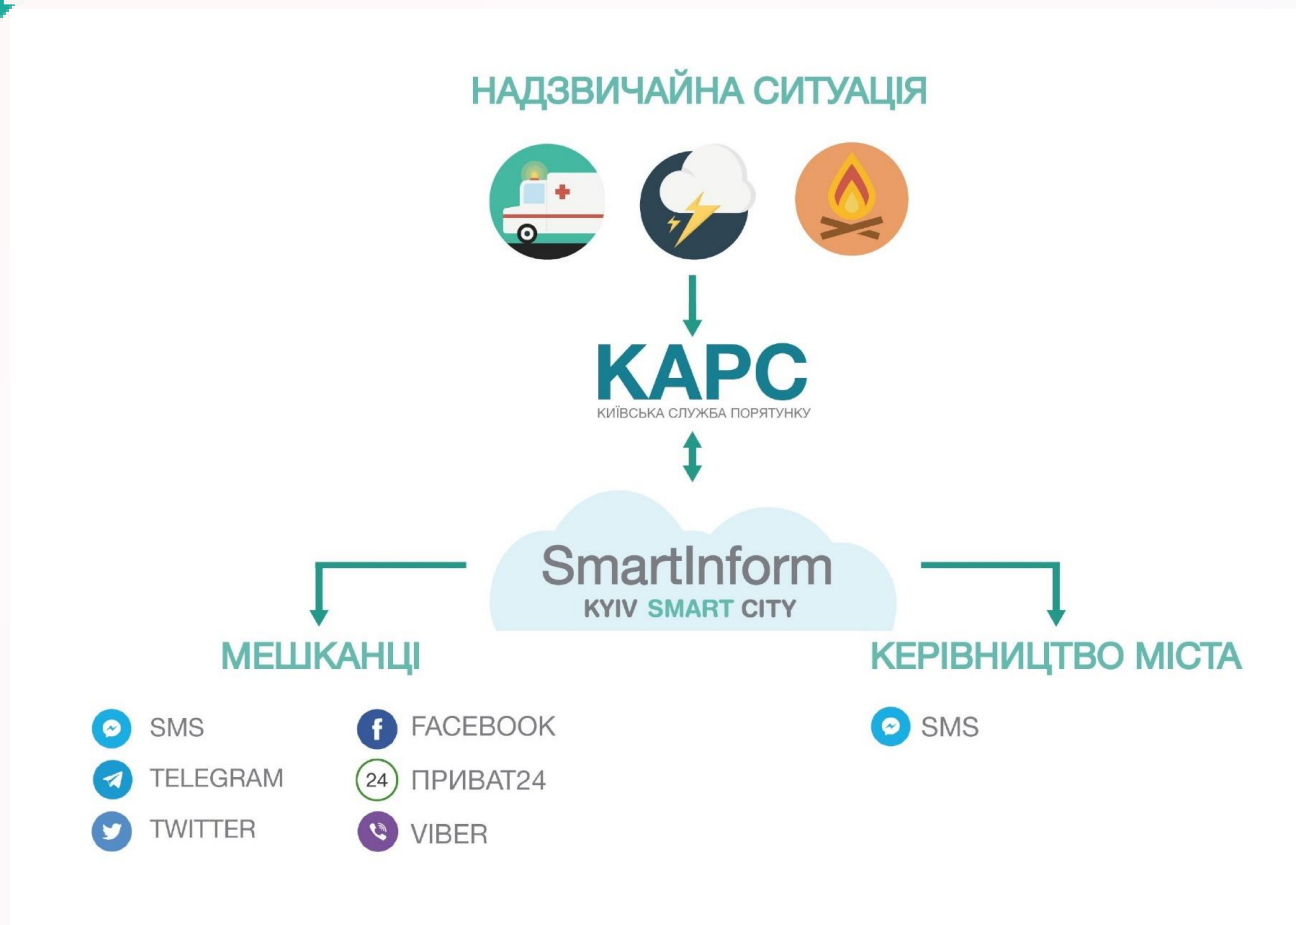 НАДЗВИЧАЙНА СИТУАЦІЯ
КАРС
КИЇВСЬКА СЛУЖБА ПОРЯТУНКУ
SmartInform
KYIV SMART CITY
МЕШКАНЦІ
КЕРІВНИЦТВО МІСТА
SMS
FACEBOOK
SMS
TELEGRAM
24 ПРИВАТ24
TWITTER
VIBER